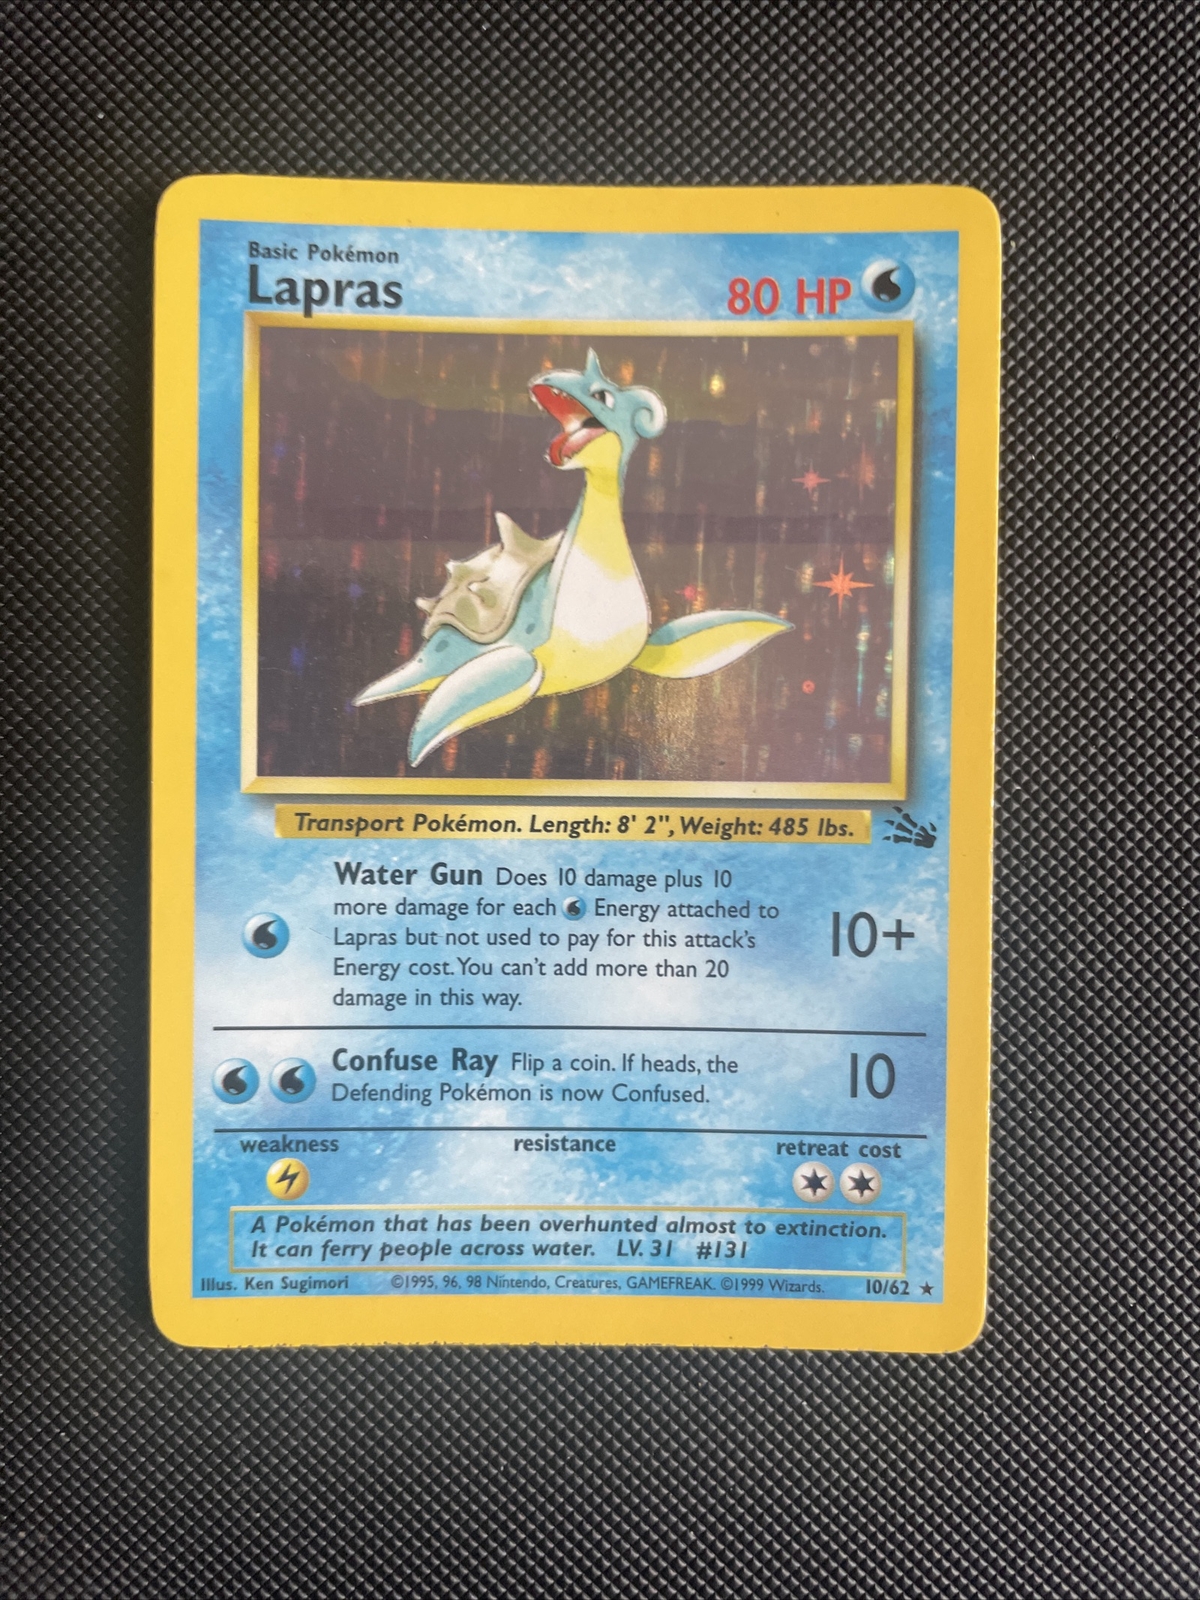 Basic Pokémon
Lapras
80 HP
Transport Pokémon. Length: 8' 2", Weight: 485 lbs.
Water Gun Does 10 damage plus 10
more damage for each Energy attached to
Lapras but not used to pay for this attack's
Energy cost. You can't add more than 20
damage in this way.
10+
Confuse Ray Flip a coin. If heads, the
Defending Pokémon is now Confused.
10
weakness resistance retreat cost
A Pokémon that has been overhunted almost to extinction.
It can ferry people across water. LV. 31 #131
Illus. Ken Sugimori ©1995, 96, 98 Nintendo, Creatures, GAMEFREAK. ©1999 Wizards. 10/62 ★